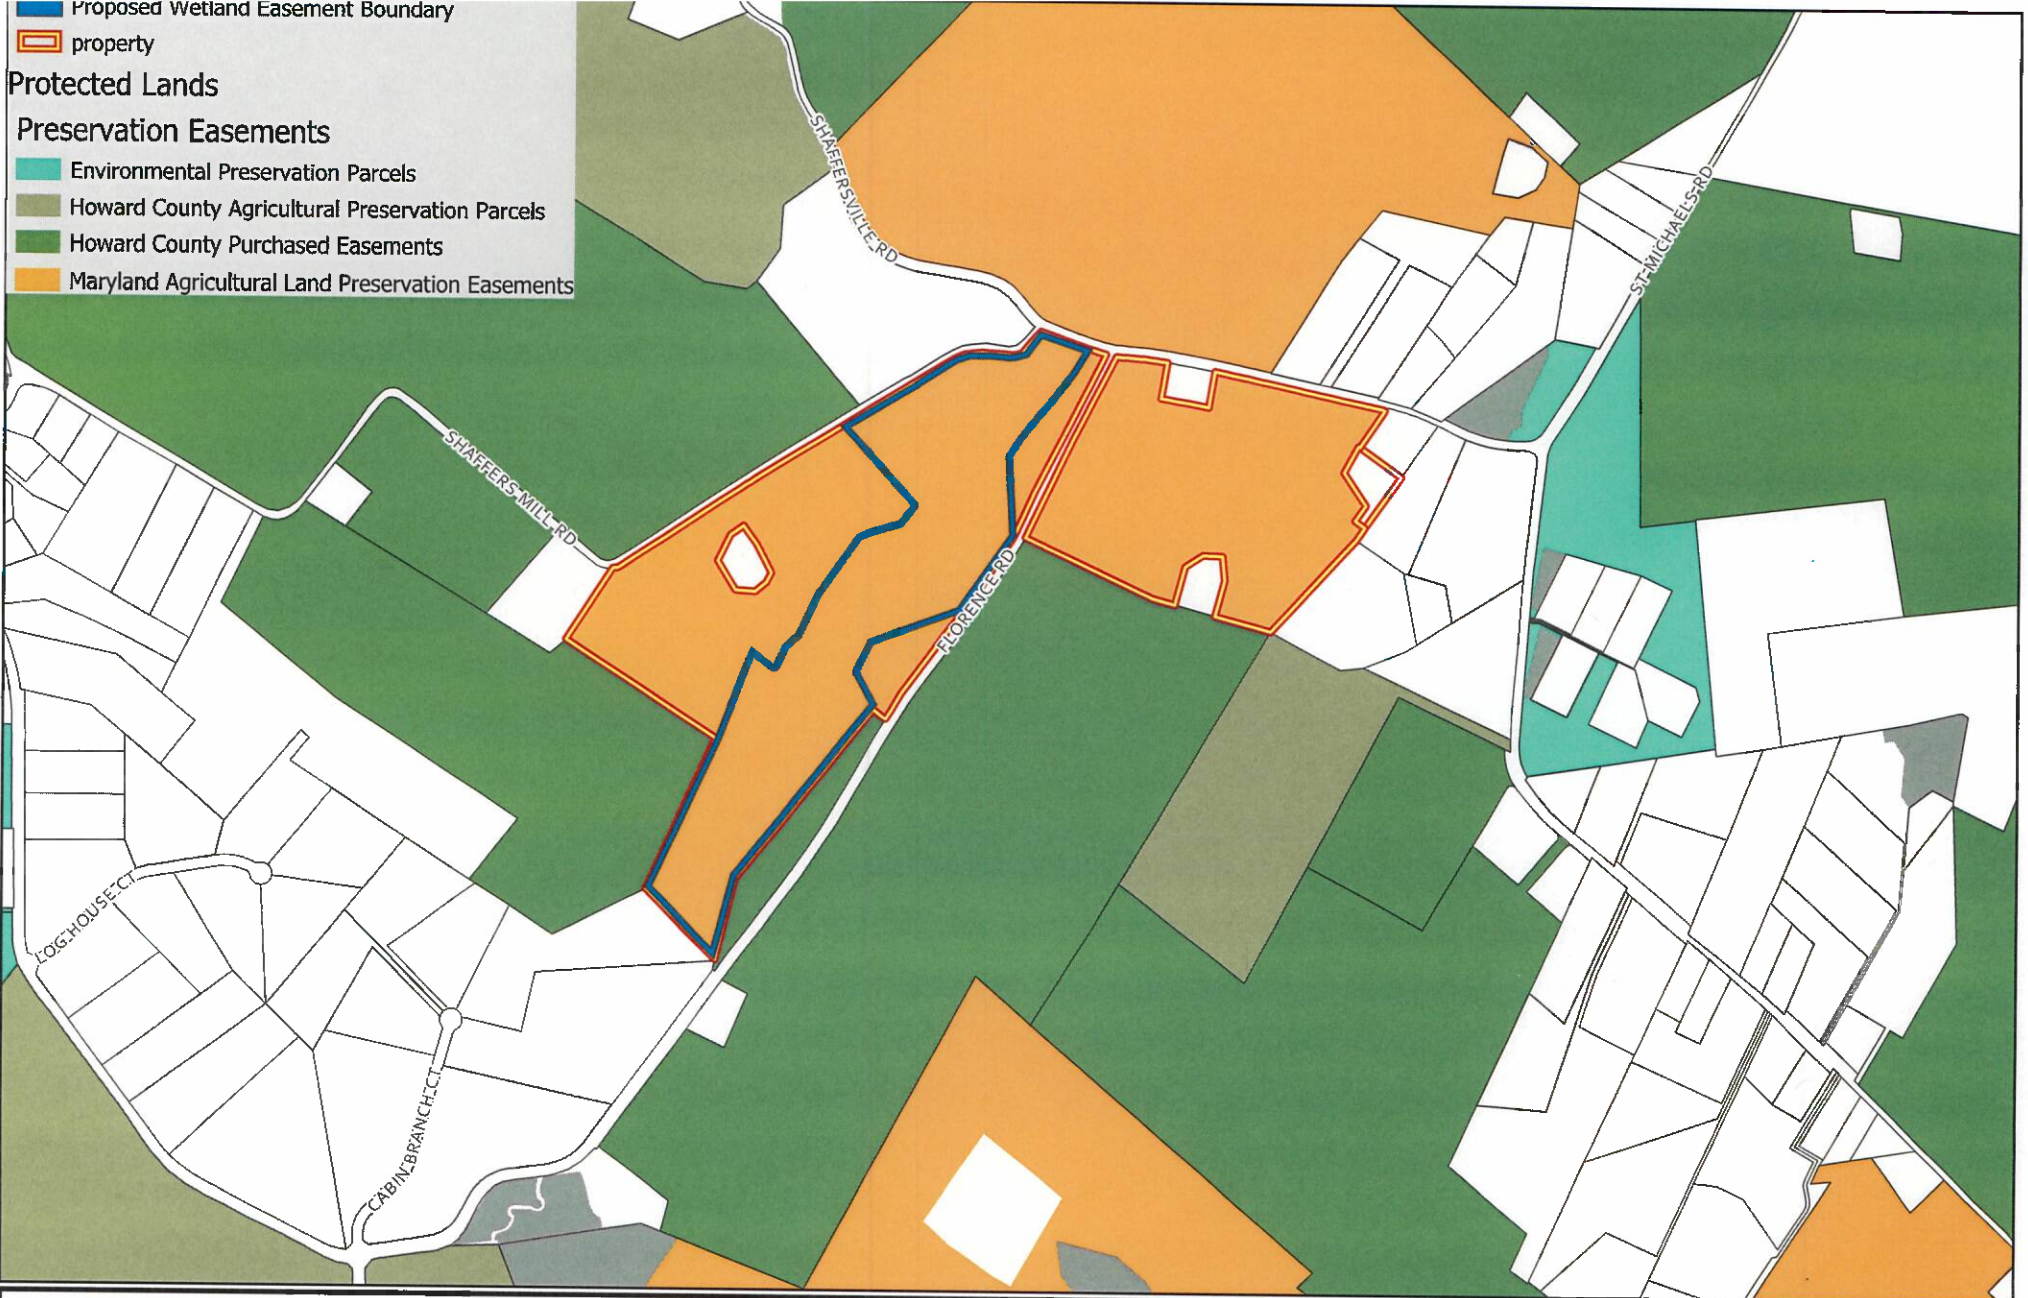 Proposed Wetland Easement Boundary
property
Protected Lands
Preservation Easements
Environmental Preservation Parcels
Howard County Agricultural Preservation Parcels
Howard County Purchased Easements
Maryland Agricultural Land Preservation Easements
SHAFFERSVILLE RD
ST MICHAELS RD
SHAFFERS MILL RD
FLORENCE RD
LOG HOUSE CT
CABIN BRANCH CT